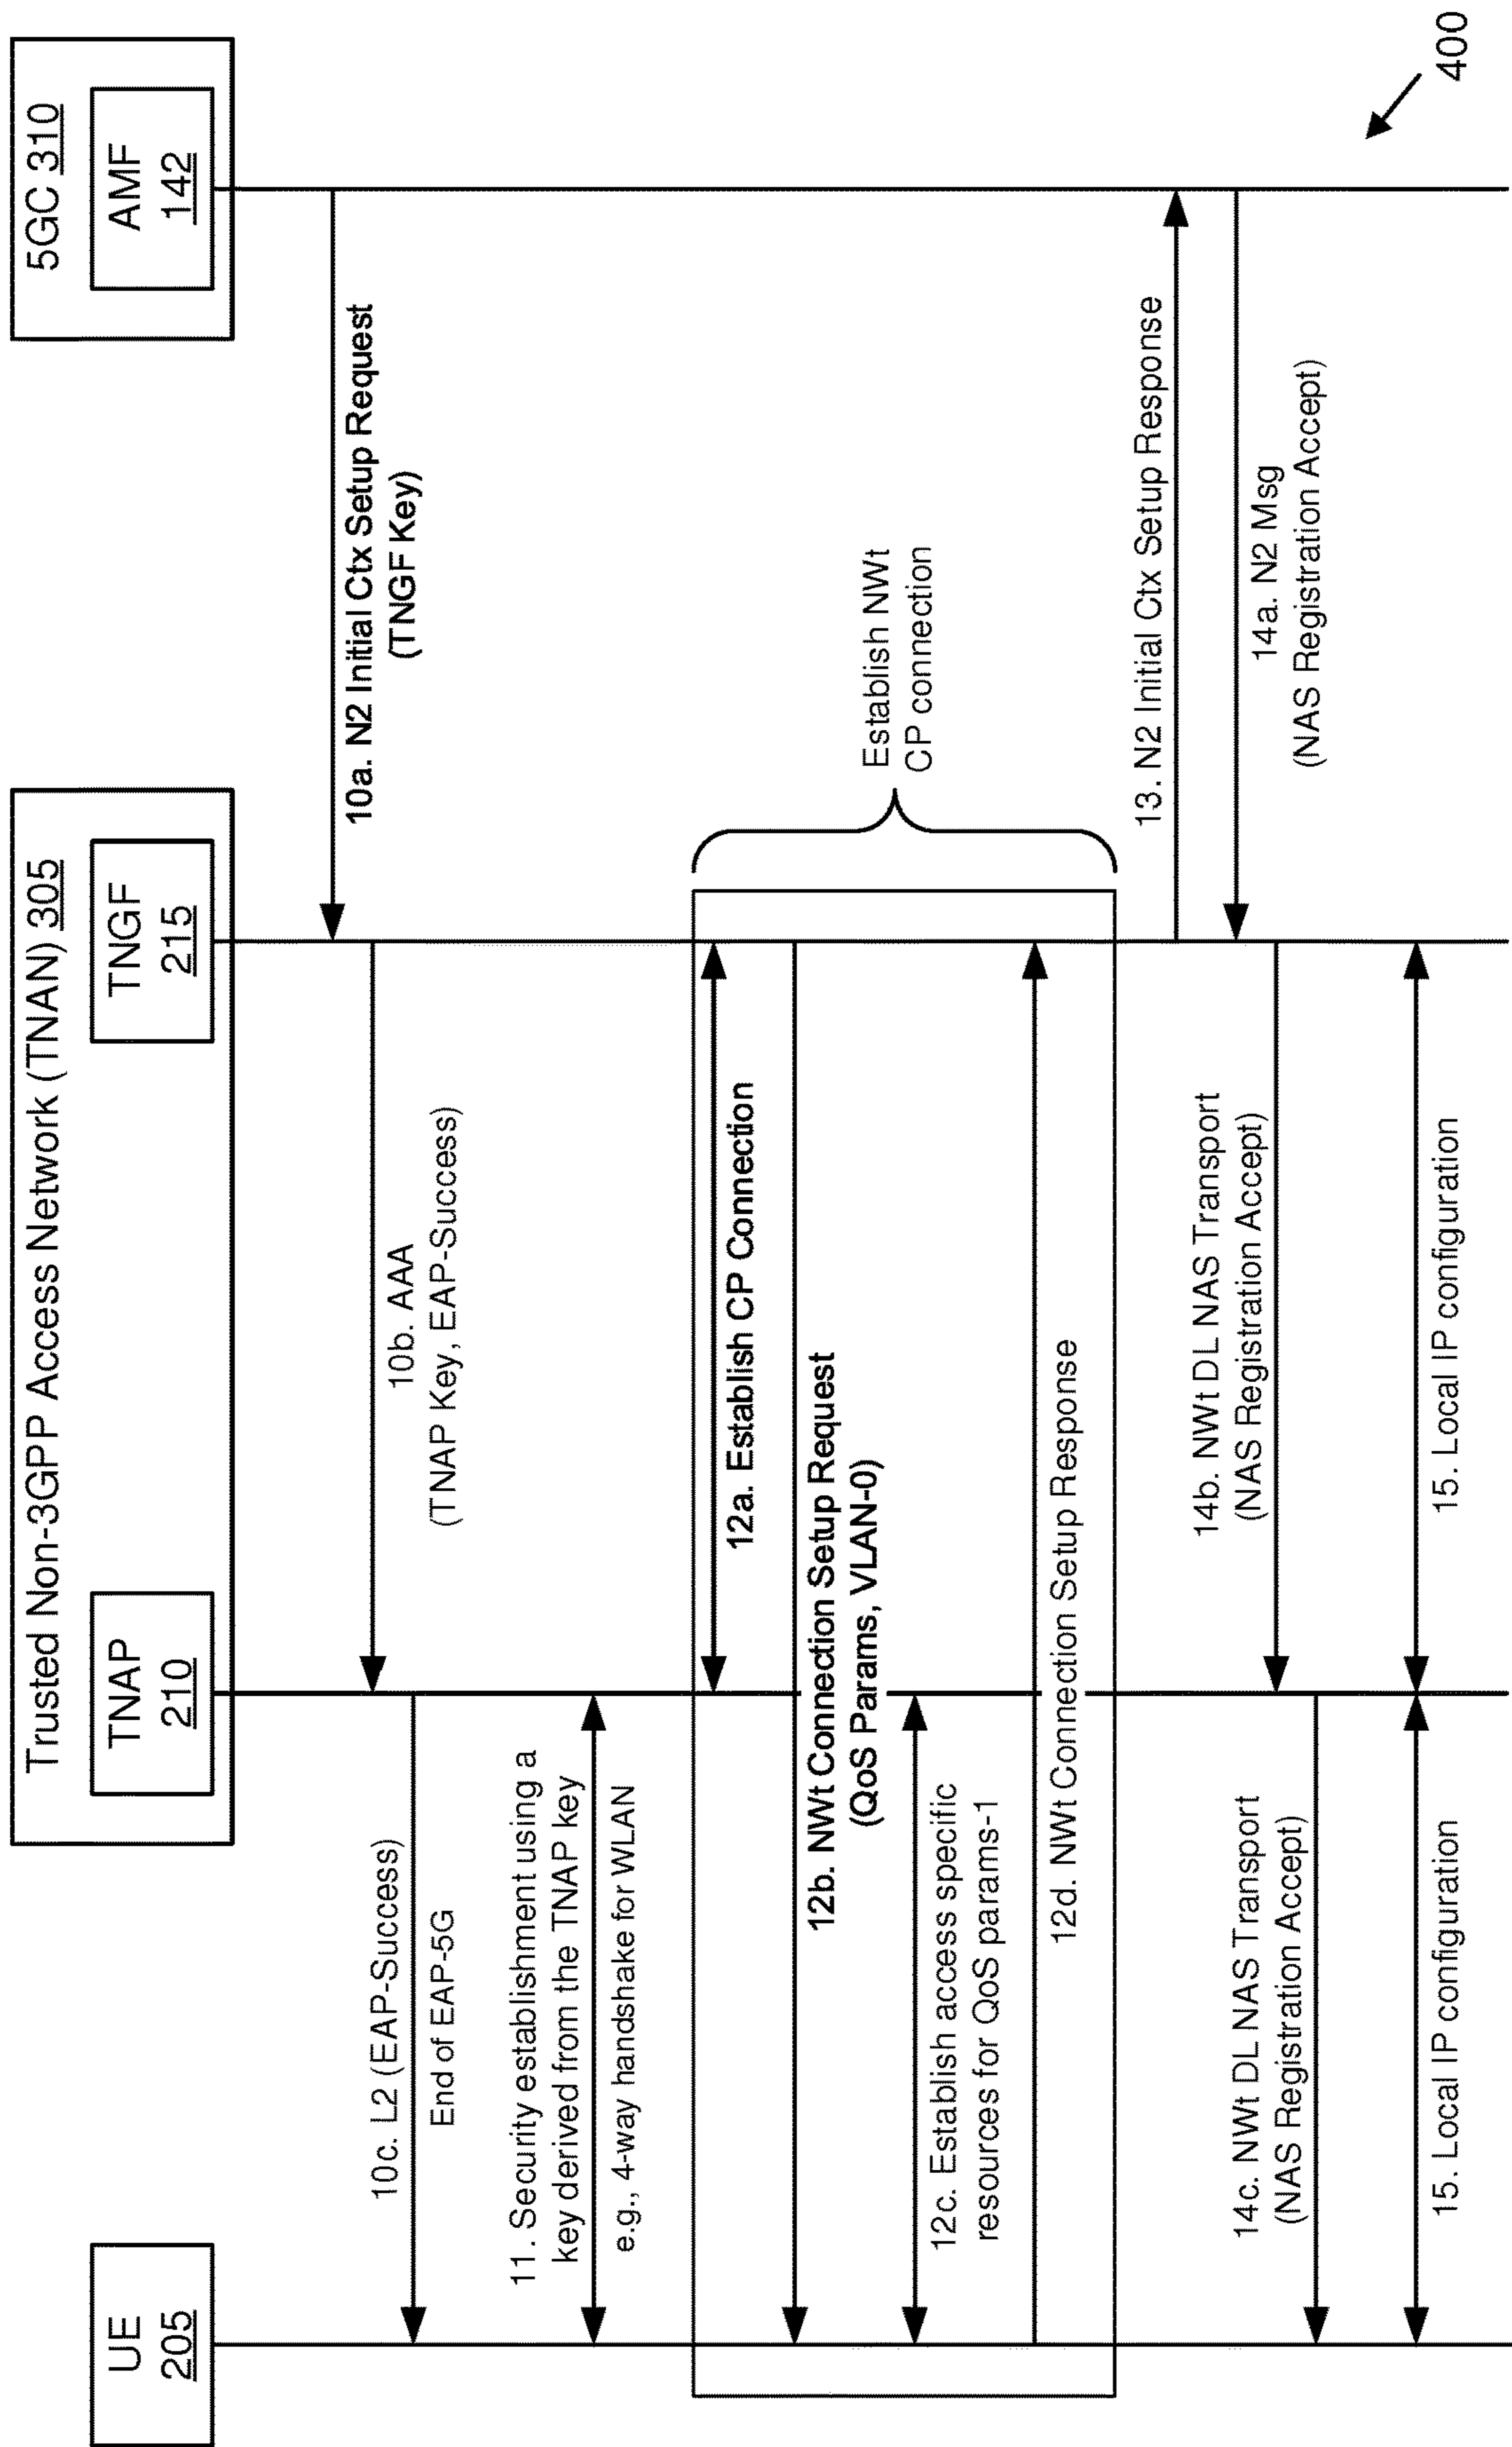 UE
205
Trusted Non-3GPP Access Network (TNAN) 305
TNAP
210
TNGF
215
5GC 310
AMF
142
10a. N2 Initial Ctx Setup Request
(TNGF Key)
10b. AAA
(TNAP Key, EAP-Success)
10c. L2 (EAP-Success)
End of EAP-5G
11. Security establishment using a
key derived from the TNAP key
e.g., 4-way handshake for WLAN
12a. Establish CP Connection
12b. NWt Connection Setup Request
(QoS Params, VLAN-0)
12c. Establish access specific
resources for QoS params-1
12d. NWt Connection Setup Response
Establish NWt
CP connection
13. N2 Initial Ctx Setup Response
14a. N2 Msg
(NAS Registration Accept)
14b. NWt DL NAS Transport
(NAS Registration Accept)
14c. NWt DL NAS Transport
(NAS Registration Accept)
15. Local IP configuration
15. Local IP configuration
400